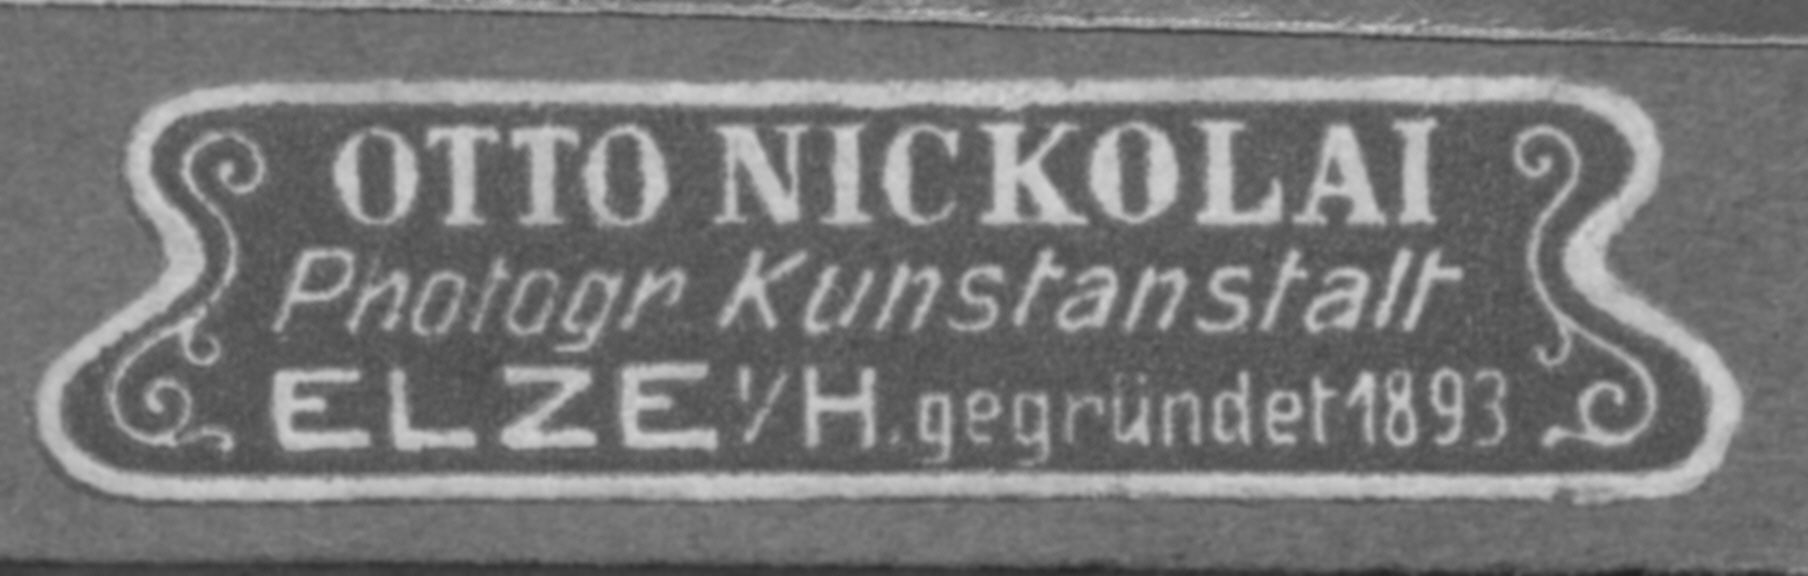 OTTO NICKOLAI
Photogr Kunstanstalt
ELZE i/H. gegründet 1893